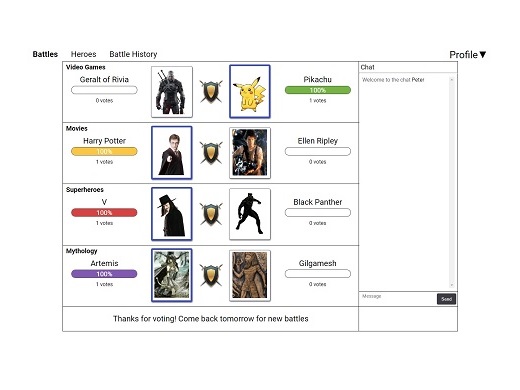 Battles Heroes Battle History Profile▼
Video Games
Geralt of Rivia
0 votes
Pikachu
100%
1 votes
Movies
Harry Potter
100%
1 votes
Ellen Ripley
0 votes
Superheroes
V
100%
1 votes
Black Panther
0 votes
Mythology
Artemis
100%
1 votes
Gilgamesh
0 votes
Thanks for voting! Come back tomorrow for new battles
Chat
Welcome to the chat Peter
Message
Send